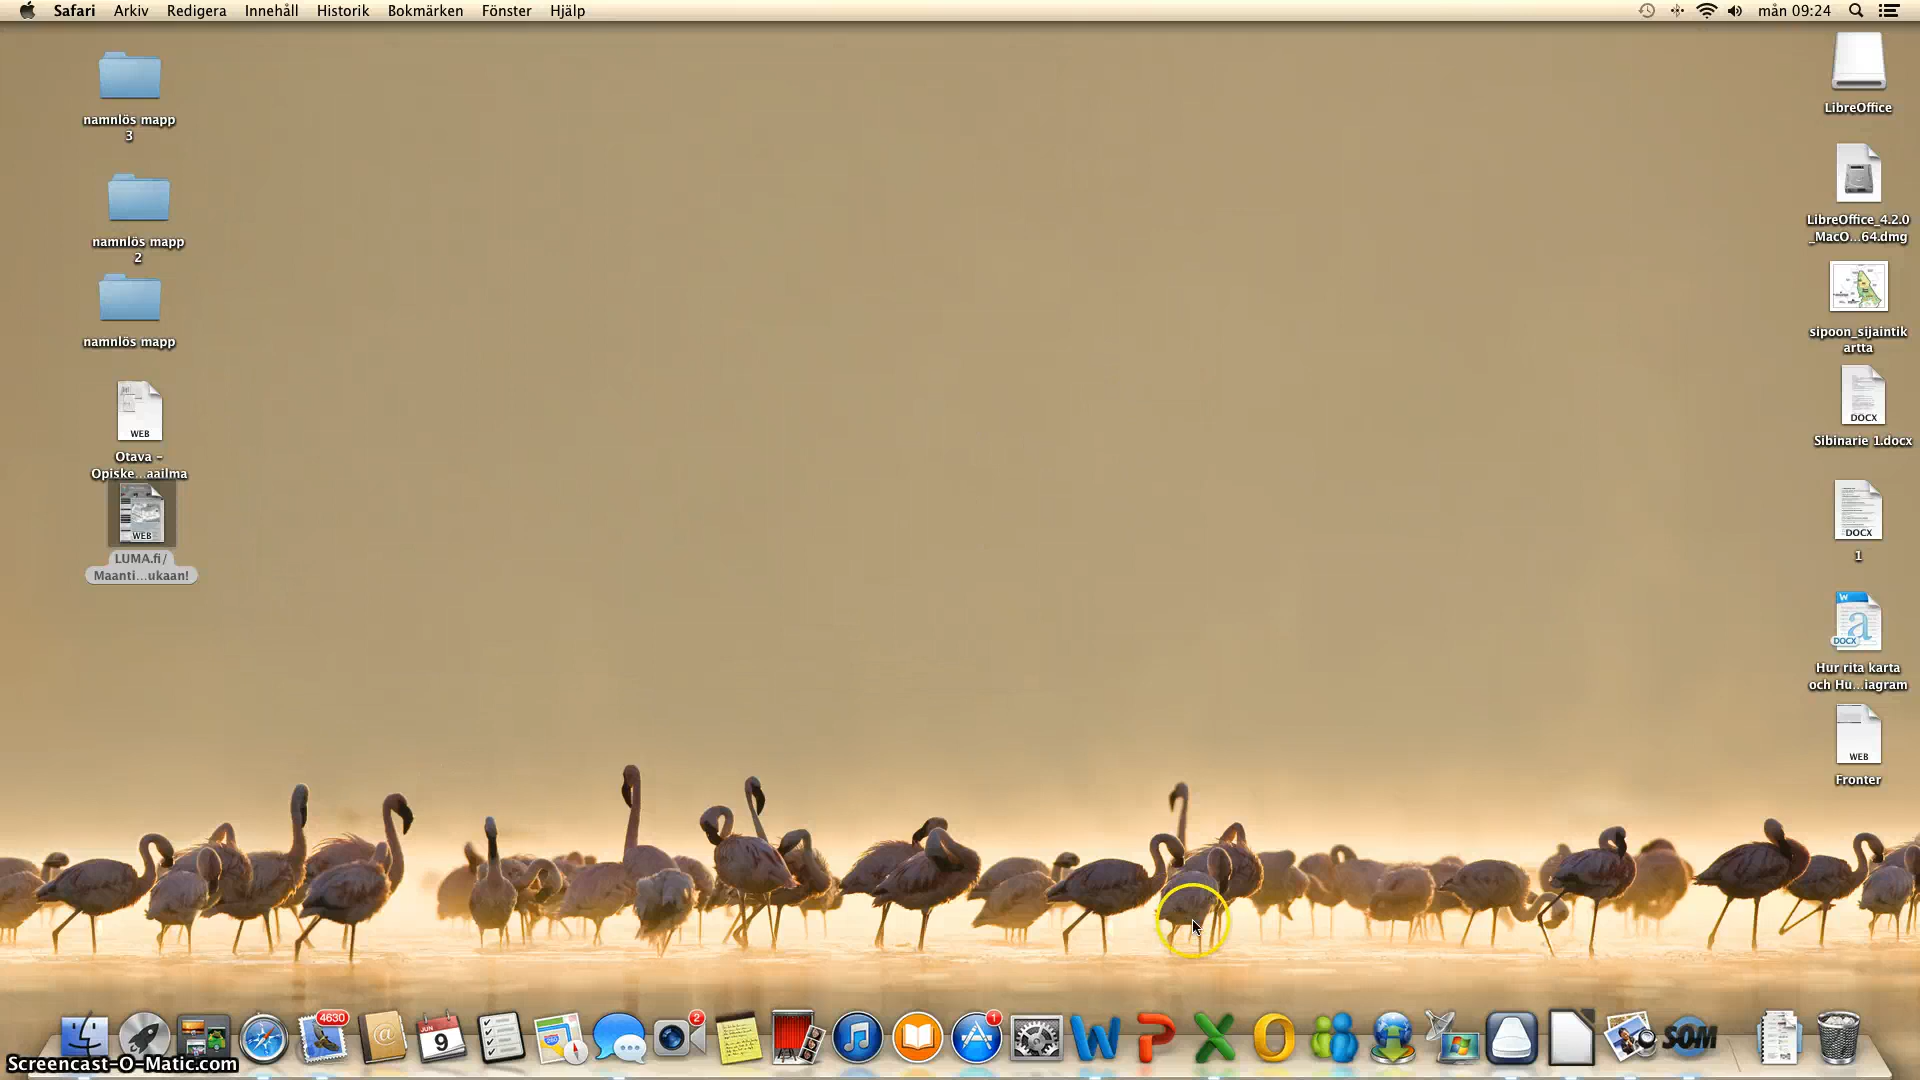 Safari Arkiv Redigera Innehåll Historik Bokmärken Fönster Hjälp
mån 09:24
namnlös mapp
3
namnlös mapp
2
namnlös mapp
WEB
Otava -
Opiske...aailma
WEB
LUMA.fi/
Maanti...ukaan!
LibreOffice
LibreOffice_4.2.0
_MacO...64.dmg
sipoon_sijaintik
artta
DOCX
Sibinarie 1.docx
DOCX
1
W
DOCX
Hur rita karta
och Hu...iagram
WEB
Fronter
4630
JUN
9
2
1
SOM
Screencast-O-Matic.com